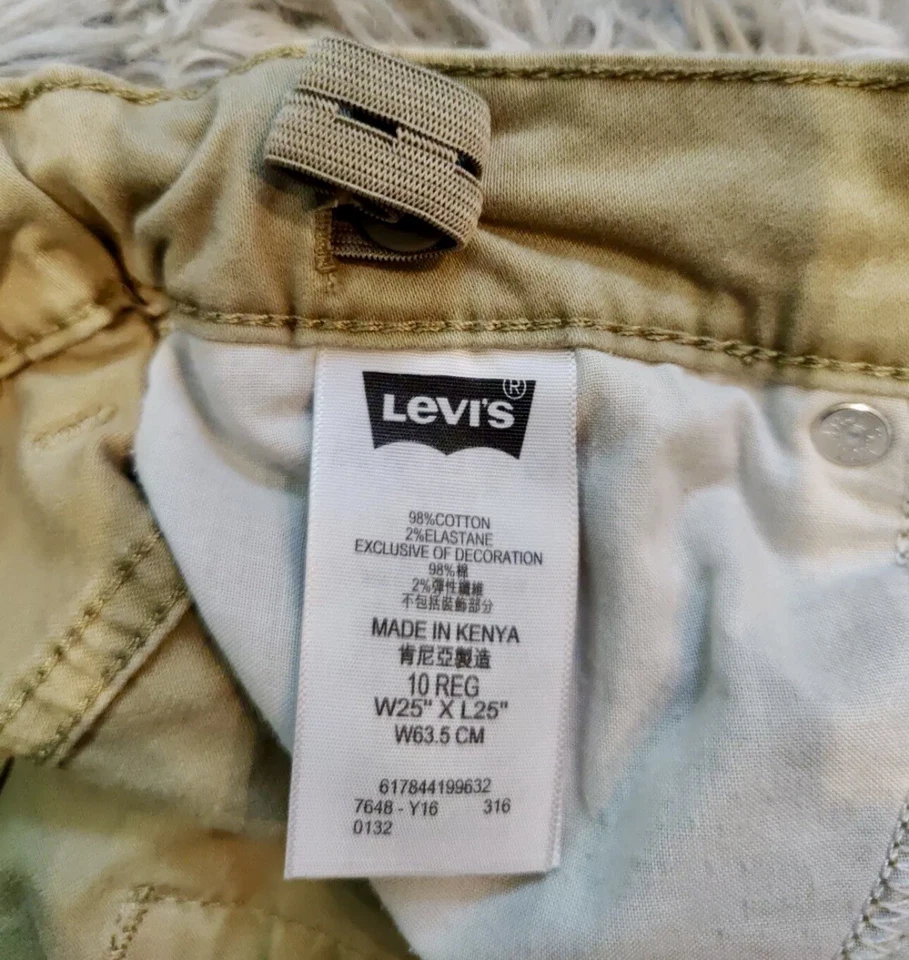 LEVI'S®
98%COTTON
2%ELASTANE
EXCLUSIVE OF DECORATION
98%棉
2%彈性纖維
不包括裝飾部分
MADE IN KENYA
肯尼亞製造
10 REG
W25" X L25"
W63.5 CM
617844199632
7648 - Y16 316
0132